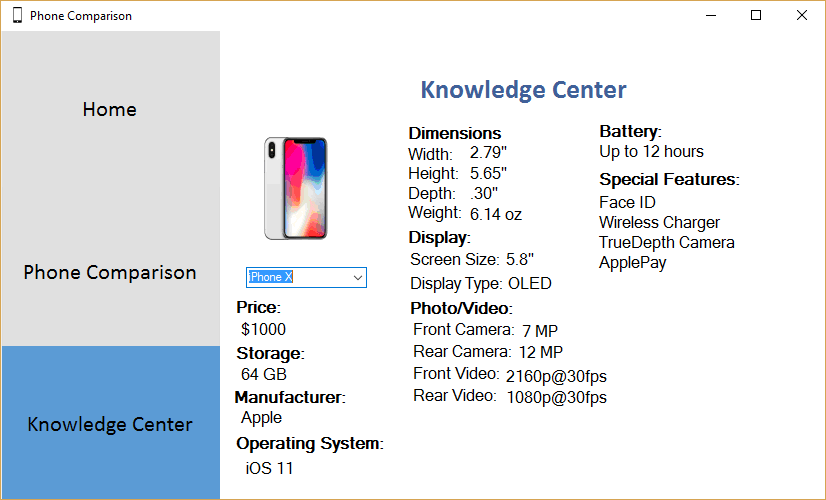 Phone Comparison
Home
Phone Comparison
Knowledge Center
Knowledge Center
iPhone X
Price:
$1000
Storage:
64 GB
Manufacturer:
Apple
Operating System:
iOS 11
Dimensions
Width: 2.79"
Height: 5.65"
Depth: .30"
Weight: 6.14 oz
Display:
Screen Size: 5.8"
Display Type: OLED
Photo/Video:
Front Camera: 7 MP
Rear Camera: 12 MP
Front Video: 2160p@30fps
Rear Video: 1080p@30fps
Battery:
Up to 12 hours
Special Features:
Face ID
Wireless Charger
TrueDepth Camera
ApplePay